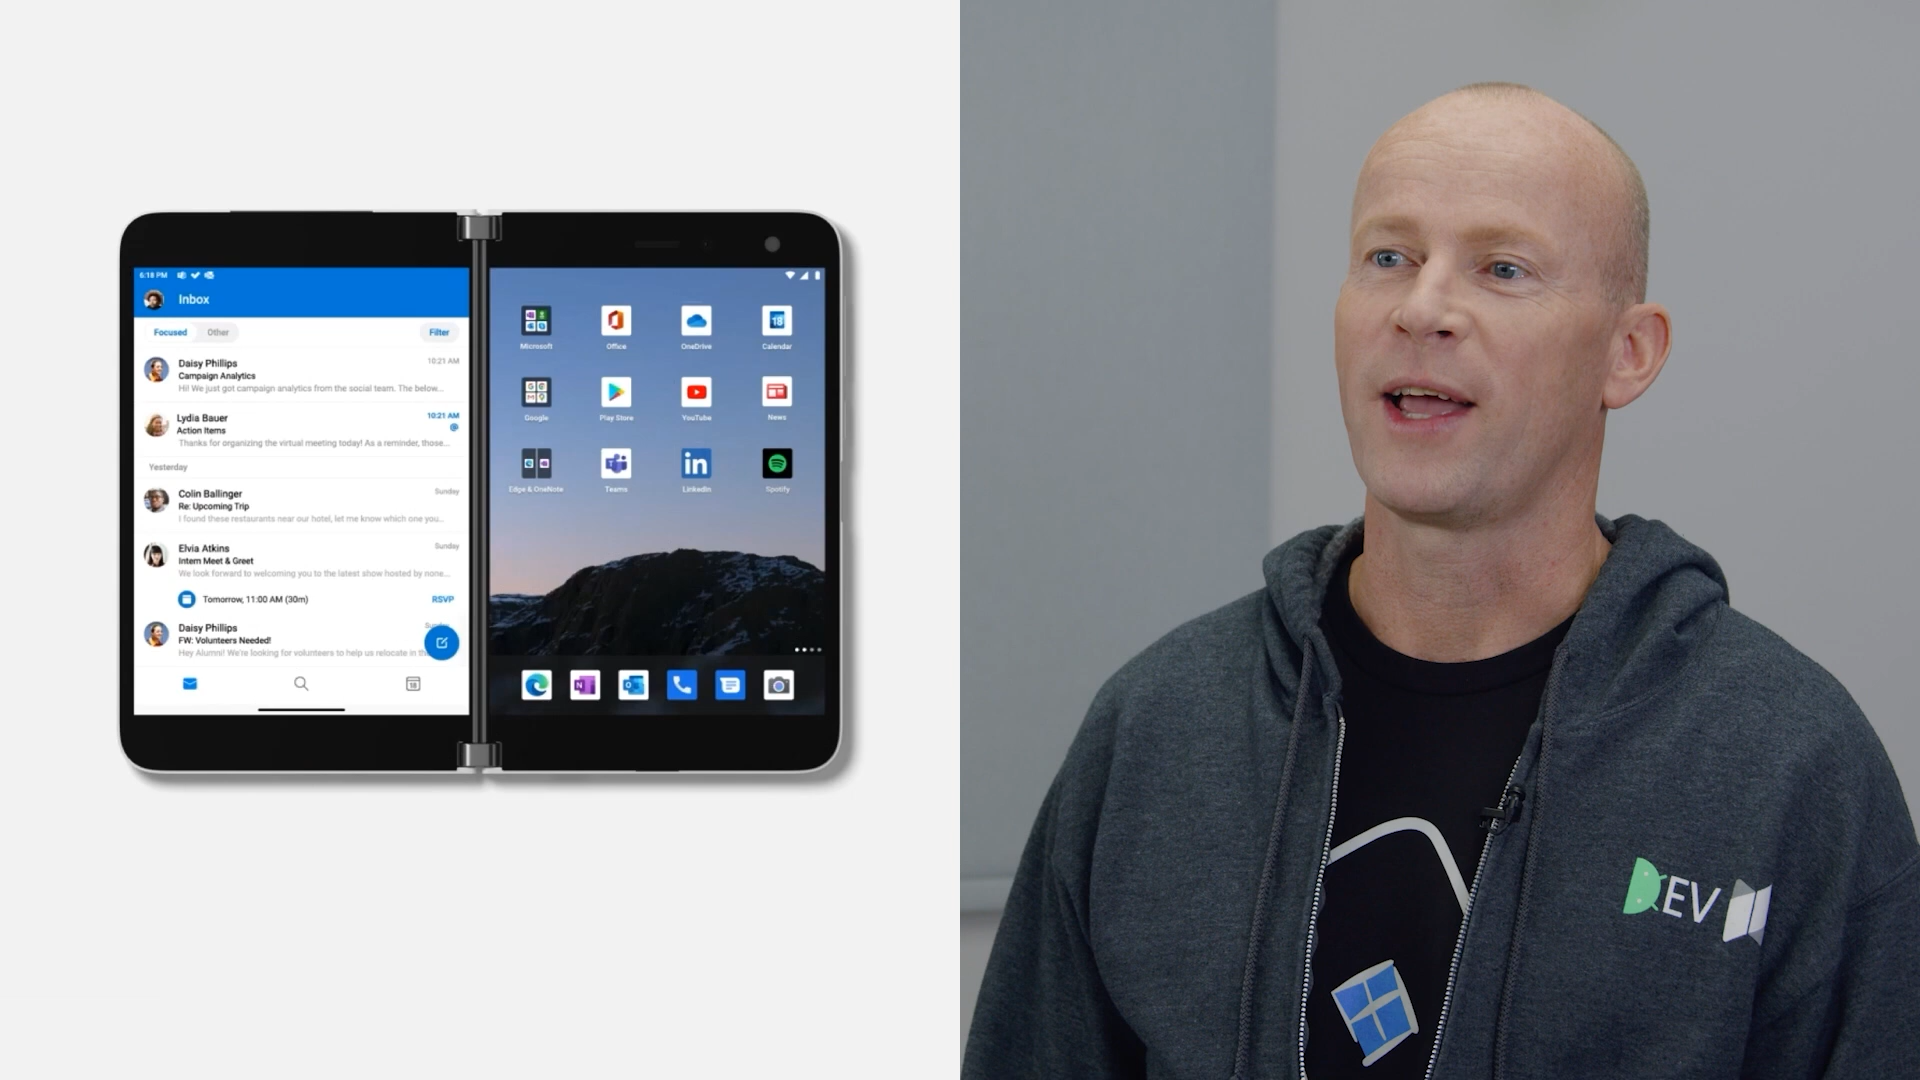 6:18 PM
Inbox
Focused
Other
Filter
Daisy Phillips
10:21 AM
Campaign Analytics
Hi! We just got campaign analytics from the social team. The below...
Lydia Bauer
10:21 AM
Action Items
@
Thanks for organizing the virtual meeting today! As a reminder, those...
Yesterday
Colin Ballinger
Sunday
Re: Upcoming Trip
I found these restaurants near our hotel, let me know which one you...
Elvia Atkins
Sunday
Intern Meet & Greet
We look forward to welcoming you to the latest show hosted by none...
Tomorrow, 11:00 AM (30m)
RSVP
Daisy Phillips
Sunday
FW: Volunteers Needed!
Hey Alumni! We're looking for volunteers to help us relocate in
18
18
Microsoft
Office
OneDrive
Calendar
Google
Play Store
YouTube
News
in
Edge & OneNote
Teams
LinkedIn
Spotify
N
DEV